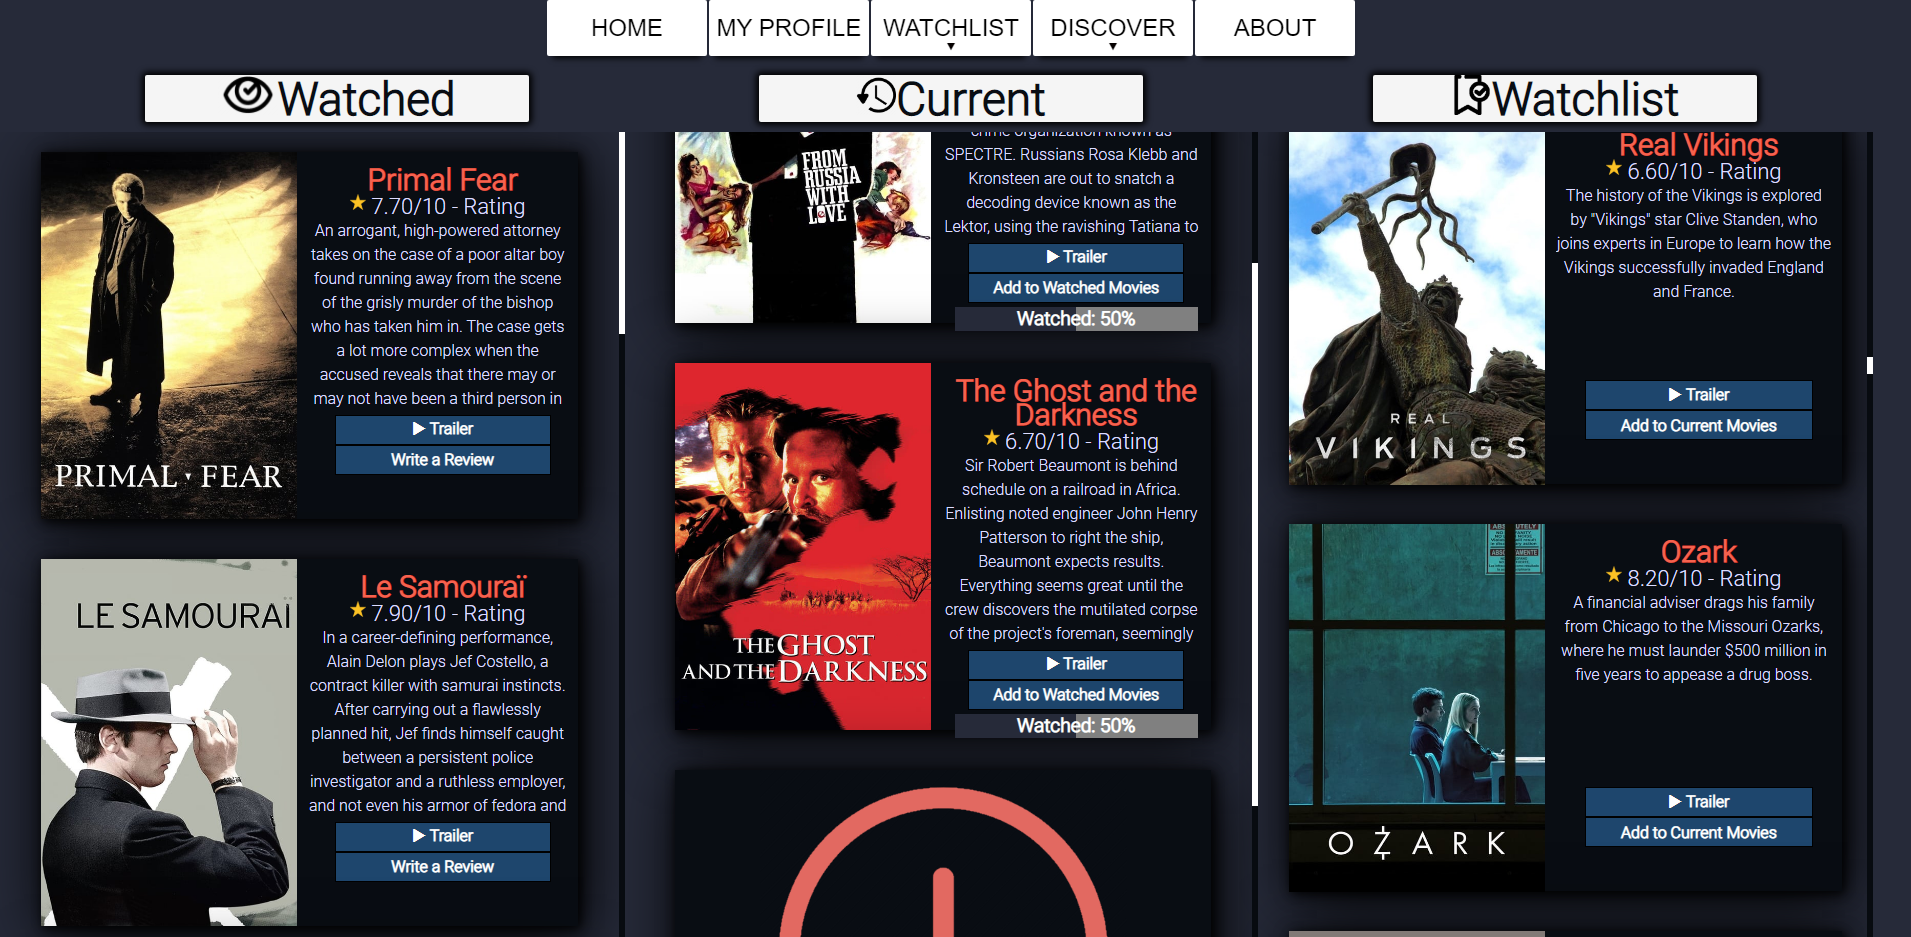 HOME
MY PROFILE
WATCHLIST
▼
DISCOVER
▼
ABOUT
Watched
Current
Watchlist
PRIMAL · FEAR
Primal Fear
7.70/10 - Rating
An arrogant, high-powered attorney
takes on the case of a poor altar boy
found running away from the scene
of the grisly murder of the bishop
who has taken him in. The case gets
a lot more complex when the
accused reveals that there may or
may not have been a third person in
Trailer
Write a Review
LE SAMOURAÏ
Le Samouraï
7.90/10 - Rating
In a career-defining performance,
Alain Delon plays Jef Costello, a
contract killer with samurai instincts.
After carrying out a flawlessly
planned hit, Jef finds himself caught
between a persistent police
investigator and a ruthless employer,
and not even his armor of fedora and
Trailer
Write a Review
FROM
RUSSIA
WITH
LOVE
crime organization known as
SPECTRE. Russians Rosa Klebb and
Kronsteen are out to snatch a
decoding device known as the
Lektor, using the ravishing Tatiana to
Trailer
Add to Watched Movies
Watched: 50%
THE GHOST
AND THE DARKNESS
The Ghost and the
Darkness
6.70/10 - Rating
Sir Robert Beaumont is behind
schedule on a railroad in Africa.
Enlisting noted engineer John Henry
Patterson to right the ship,
Beaumont expects results.
Everything seems great until the
crew discovers the mutilated corpse
of the project's foreman, seemingly
Trailer
Add to Watched Movies
Watched: 50%
REAL
VIKINGS
Real Vikings
6.60/10 - Rating
The history of the Vikings is explored
by "Vikings" star Clive Standen, who
joins experts in Europe to learn how the
Vikings successfully invaded England
and France.
Trailer
Add to Current Movies
OZARK
Ozark
8.20/10 - Rating
A financial adviser drags his family
from Chicago to the Missouri Ozarks,
where he must launder $500 million in
five years to appease a drug boss.
Trailer
Add to Current Movies